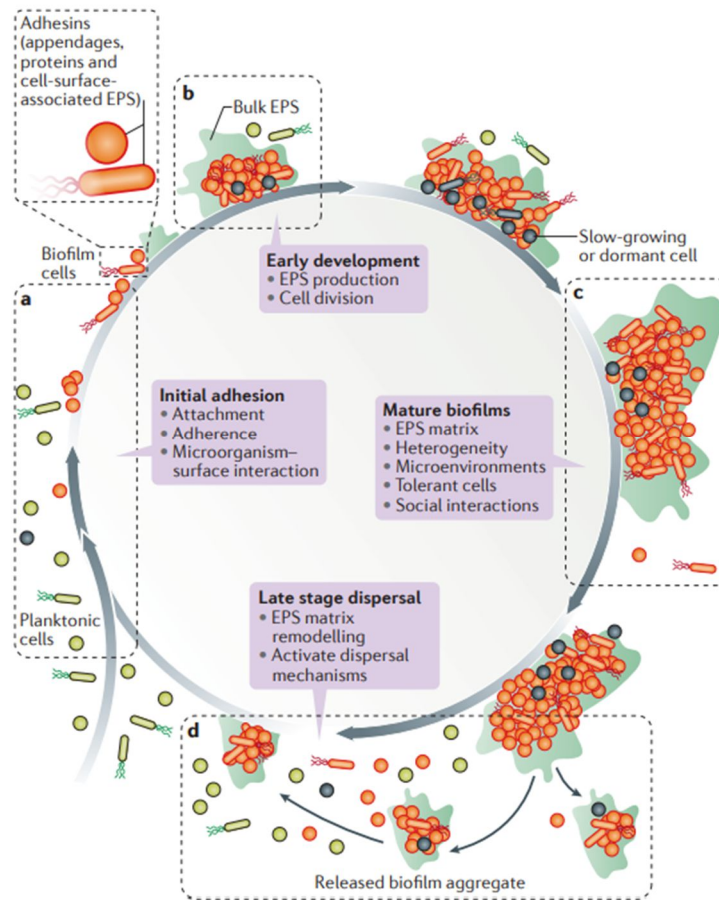 Adhesins
(appendages,
proteins and
cell-surface-
associated EPS)
b
Bulk EPS
Slow-growing
or dormant cell
Early development
• EPS production
• Cell division
Biofilm
cells
a
c
Initial adhesion
• Attachment
• Adherence
• Microorganism–
surface interaction
Mature biofilms
• EPS matrix
• Heterogeneity
• Microenvironments
• Tolerant cells
• Social interactions
Planktonic
cells
Late stage dispersal
• EPS matrix
remodelling
• Activate dispersal
mechanisms
d
Released biofilm aggregate